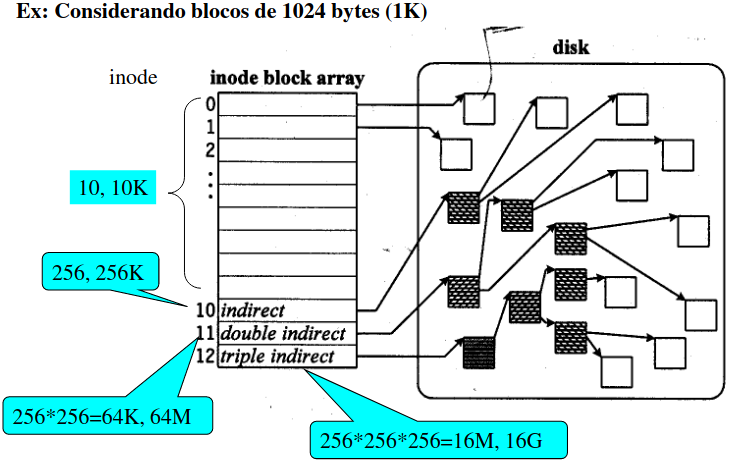 Ex: Considerando blocos de 1024 bytes (1K)
disk
inode
inode block array
0
1
2
10, 10K
256, 256K
10 indirect
11 double indirect
12 triple indirect
256*256=64K, 64M
256*256*256=16M, 16G